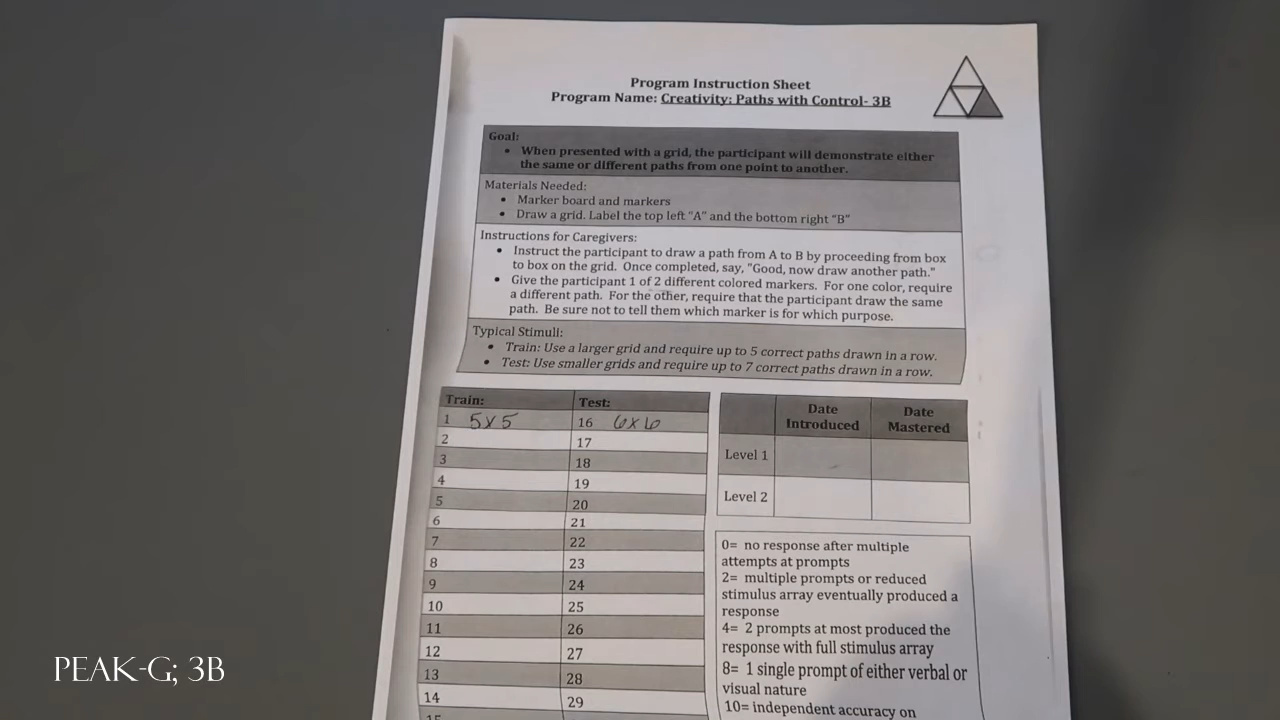 Program Instruction Sheet
Program Name: Creativity: Paths with Control- 3B
Goal:
• When presented with a grid, the participant will demonstrate either
the same or different paths from one point to another.
Materials Needed:
• Marker board and markers
• Draw a grid. Label the top left "A" and the bottom right "B"
Instructions for Caregivers:
• Instruct the participant to draw a path from A to B by proceeding from box
to box on the grid. Once completed, say, "Good, now draw another path."
• Give the participant 1 of 2 different colored markers. For one color, require
a different path. For the other, require that the participant draw the same
path. Be sure not to tell them which marker is for which purpose.
Typical Stimuli:
• Train: Use a larger grid and require up to 5 correct paths drawn in a row.
• Test: Use smaller grids and require up to 7 correct paths drawn in a row.
Train: Test:
1 5x5 16 6x6
2 17
3 18
4 19
5 20
6 21
7 22
8 23
9 24
10 25
11 26
12 27
13 28
14 29
15
Date Introduced
Date Mastered
Level 1
Level 2
0= no response after multiple
attempts at prompts
2= multiple prompts or reduced
stimulus array eventually produced a
response
4= 2 prompts at most produced the
response with full stimulus array
8= 1 single prompt of either verbal or
visual nature
10= independent accuracy on
PEAK-G; 3B